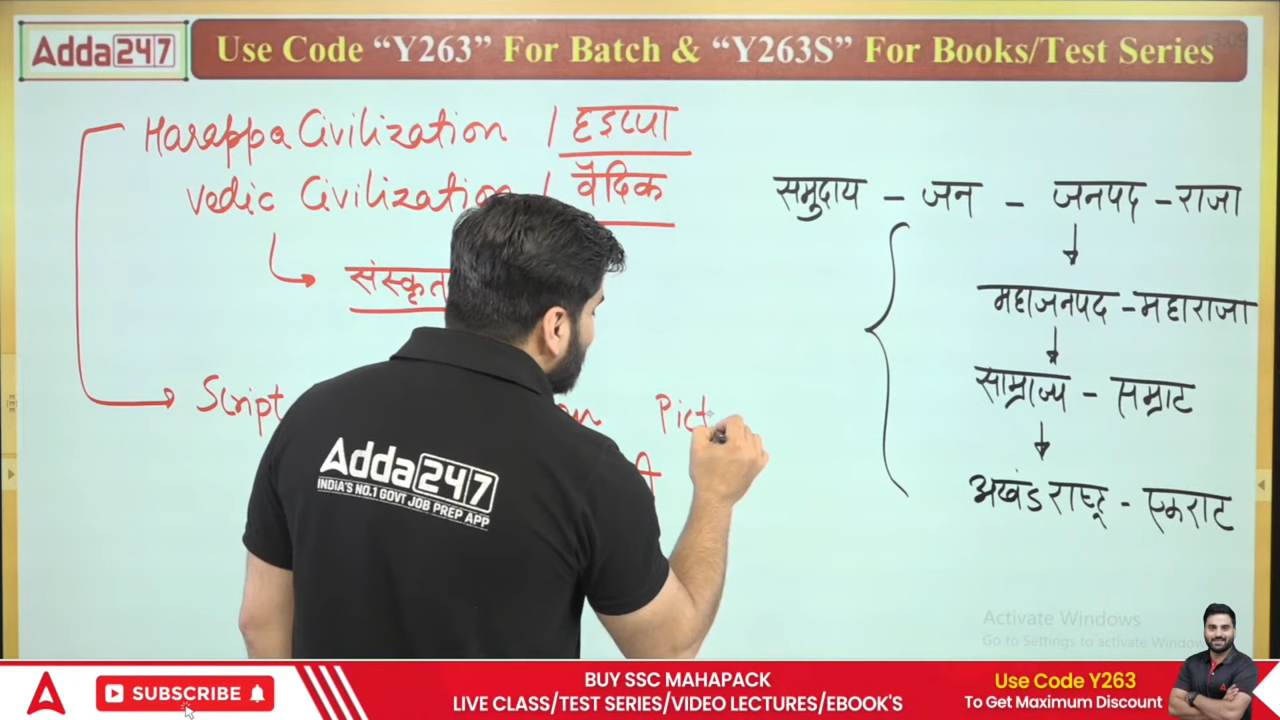 Adda247
Use Code “Y263” For Batch & “Y263S” For Books/Test Series
Harappa Civilization / हड़प्पा
Vedic Civilization / वैदिक
संस्कृत
Script
Pict
समुदाय - जन - जनपद - राजा
महाजनपद - महाराजा
साम्राज्य - सम्राट
अखंड राष्ट्र - एकराट
Adda247
INDIA'S NO.1 GOVT JOB PREP APP
Activate Windows
Go to Settings to activate Windows
SUBSCRIBE
BUY SSC MAHAPACK
LIVE CLASS/TEST SERIES/VIDEO LECTURES/EBOOK'S
Use Code Y263
To Get Maximum Discount